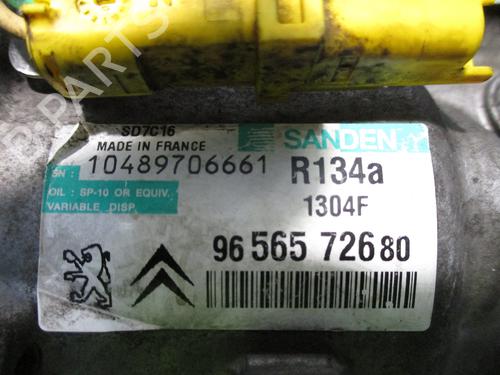 SD7C16
MADE IN FRANCE
SANDEN
SN : 10489706661
R134a
OIL : SP-10 OR EQUIV.
VARIABLE DISP.
1304F
96 565 726 80